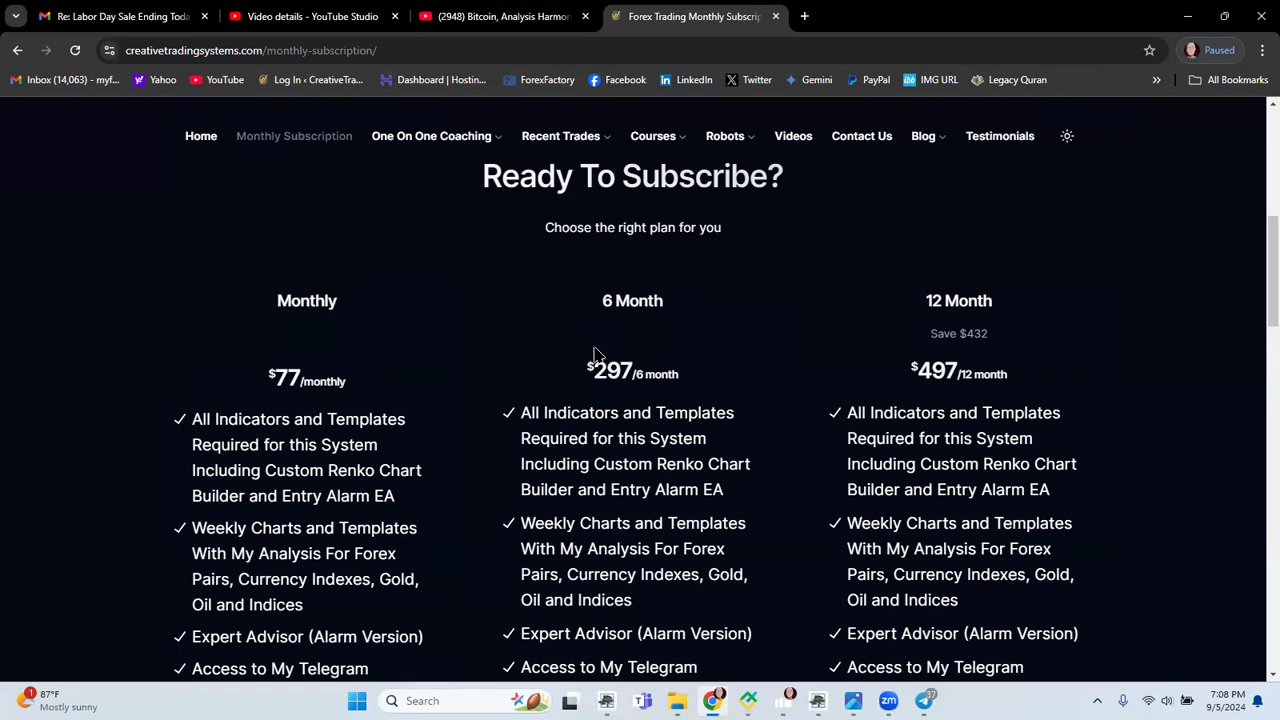 Re: Labor Day Sale Ending Toda
Video details - YouTube Studio
(2948) Bitcoin, Analysis Harmon
Forex Trading Monthly Subscrip
creativetradingsystems.com/monthly-subscription/
Paused
Inbox (14,063) - myf...
Yahoo
YouTube
Log In ‹ CreativeTra...
Dashboard | Hostin...
ForexFactory
Facebook
LinkedIn
Twitter
Gemini
PayPal
IMG URL
Legacy Quran
All Bookmarks
Home
Monthly Subscription
One On One Coaching
Recent Trades
Courses
Robots
Videos
Contact Us
Blog
Testimonials
Ready To Subscribe?
Choose the right plan for you
Monthly
$77/monthly
All Indicators and Templates
Required for this System
Including Custom Renko Chart
Builder and Entry Alarm EA
Weekly Charts and Templates
With My Analysis For Forex
Pairs, Currency Indexes, Gold,
Oil and Indices
Expert Advisor (Alarm Version)
Access to My Telegram
6 Month
$297/6 month
All Indicators and Templates
Required for this System
Including Custom Renko Chart
Builder and Entry Alarm EA
Weekly Charts and Templates
With My Analysis For Forex
Pairs, Currency Indexes, Gold,
Oil and Indices
Expert Advisor (Alarm Version)
Access to My Telegram
12 Month
Save $432
$497/12 month
All Indicators and Templates
Required for this System
Including Custom Renko Chart
Builder and Entry Alarm EA
Weekly Charts and Templates
With My Analysis For Forex
Pairs, Currency Indexes, Gold,
Oil and Indices
Expert Advisor (Alarm Version)
Access to My Telegram
1
87°F
Mostly sunny
Search
zm
7:08 PM
9/5/2024